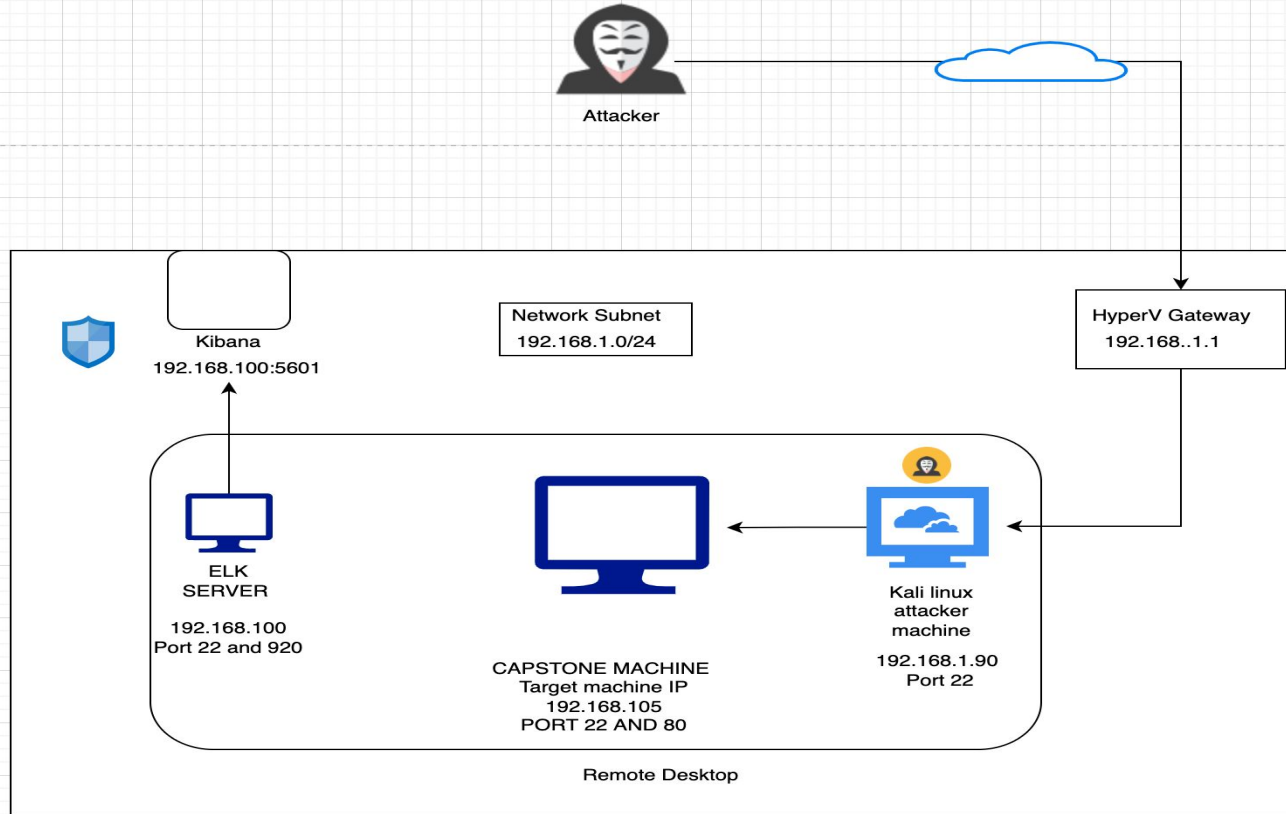 Attacker
Kibana
192.168.100:5601
Network Subnet
192.168.1.0/24
HyperV Gateway
192.168..1.1
ELK
SERVER
192.168.100
Port 22 and 920
CAPSTONE MACHINE
Target machine IP
192.168.105
PORT 22 AND 80
Kali linux
attacker
machine
192.168.1.90
Port 22
Remote Desktop